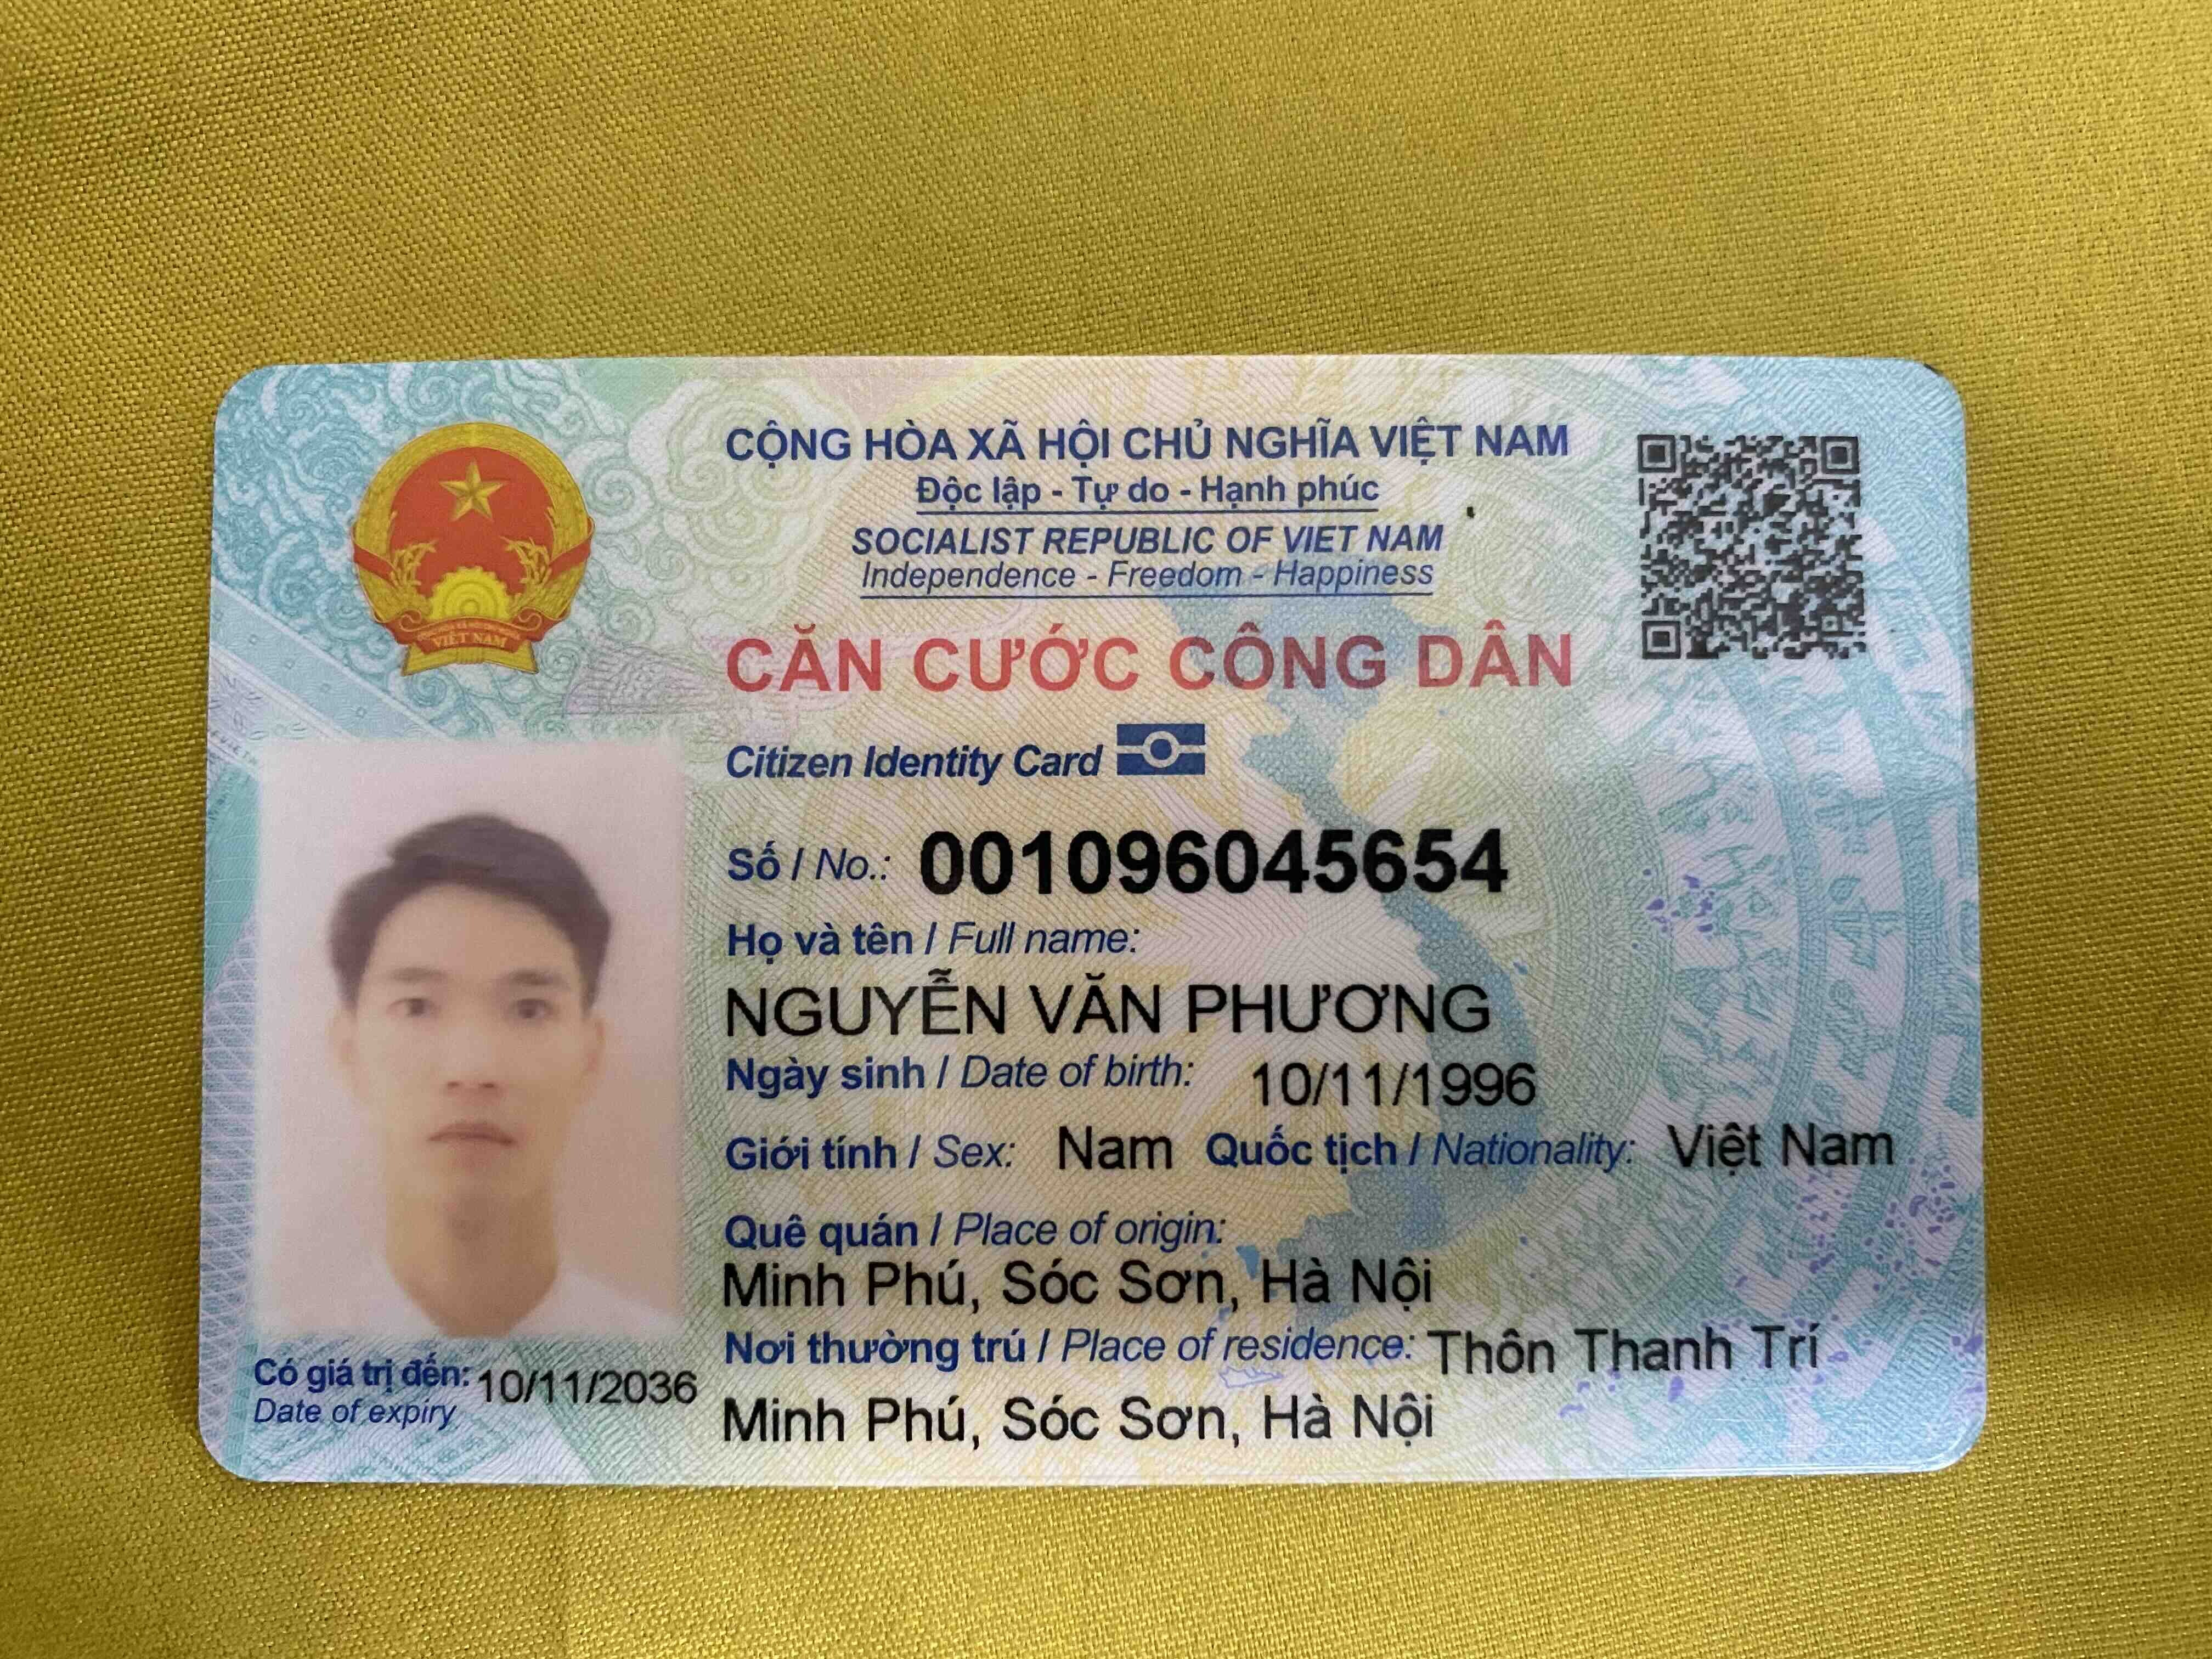 CỘNG HÒA XÃ HỘI CHỦ NGHĨA VIỆT NAM
Độc lập - Tự do - Hạnh phúc
SOCIALIST REPUBLIC OF VIET NAM
Independence - Freedom - Happiness
VIỆT NAM
CĂN CƯỚC CÔNG DÂN
Citizen Identity Card
Số / No.: 001096045654
Họ và tên / Full name:
NGUYỄN VĂN PHƯƠNG
Ngày sinh / Date of birth: 10/11/1996
Giới tính / Sex: Nam Quốc tịch / Nationality: Việt Nam
Quê quán / Place of origin:
Minh Phú, Sóc Sơn, Hà Nội
Nơi thường trú / Place of residence: Thôn Thanh Trí
Minh Phú, Sóc Sơn, Hà Nội
Có giá trị đến: 10/11/2036
Date of expiry